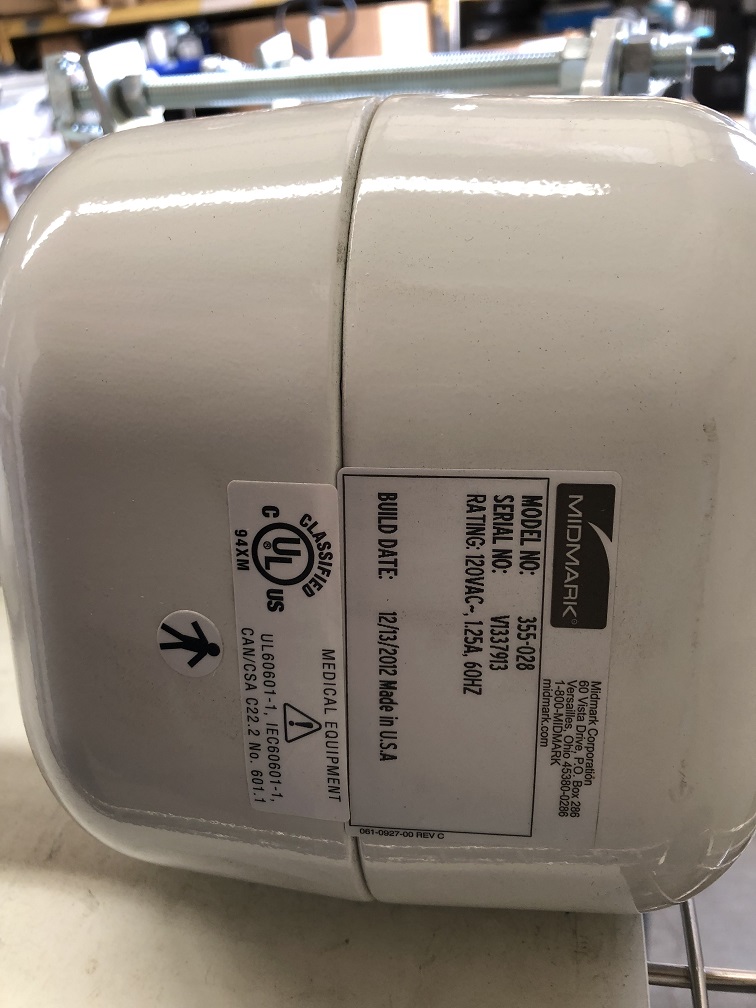 MIDMARK®
Midmark Corporation
60 Vista Drive, P.O. Box 286
Versailles, Ohio 45380-0286
1-800-MIDMARK
midmark.com
MODEL NO: 355-028
SERIAL NO: V1337913
RATING: 120VAC~, 1.25A, 60HZ
BUILD DATE: 12/13/2012 Made in U.S.A
061-0927-00 REV C
CLASSIFIED
C UL® US
94XM
MEDICAL EQUIPMENT
UL60601-1, IEC60601-1,
CAN/CSA C22.2 No. 601.1